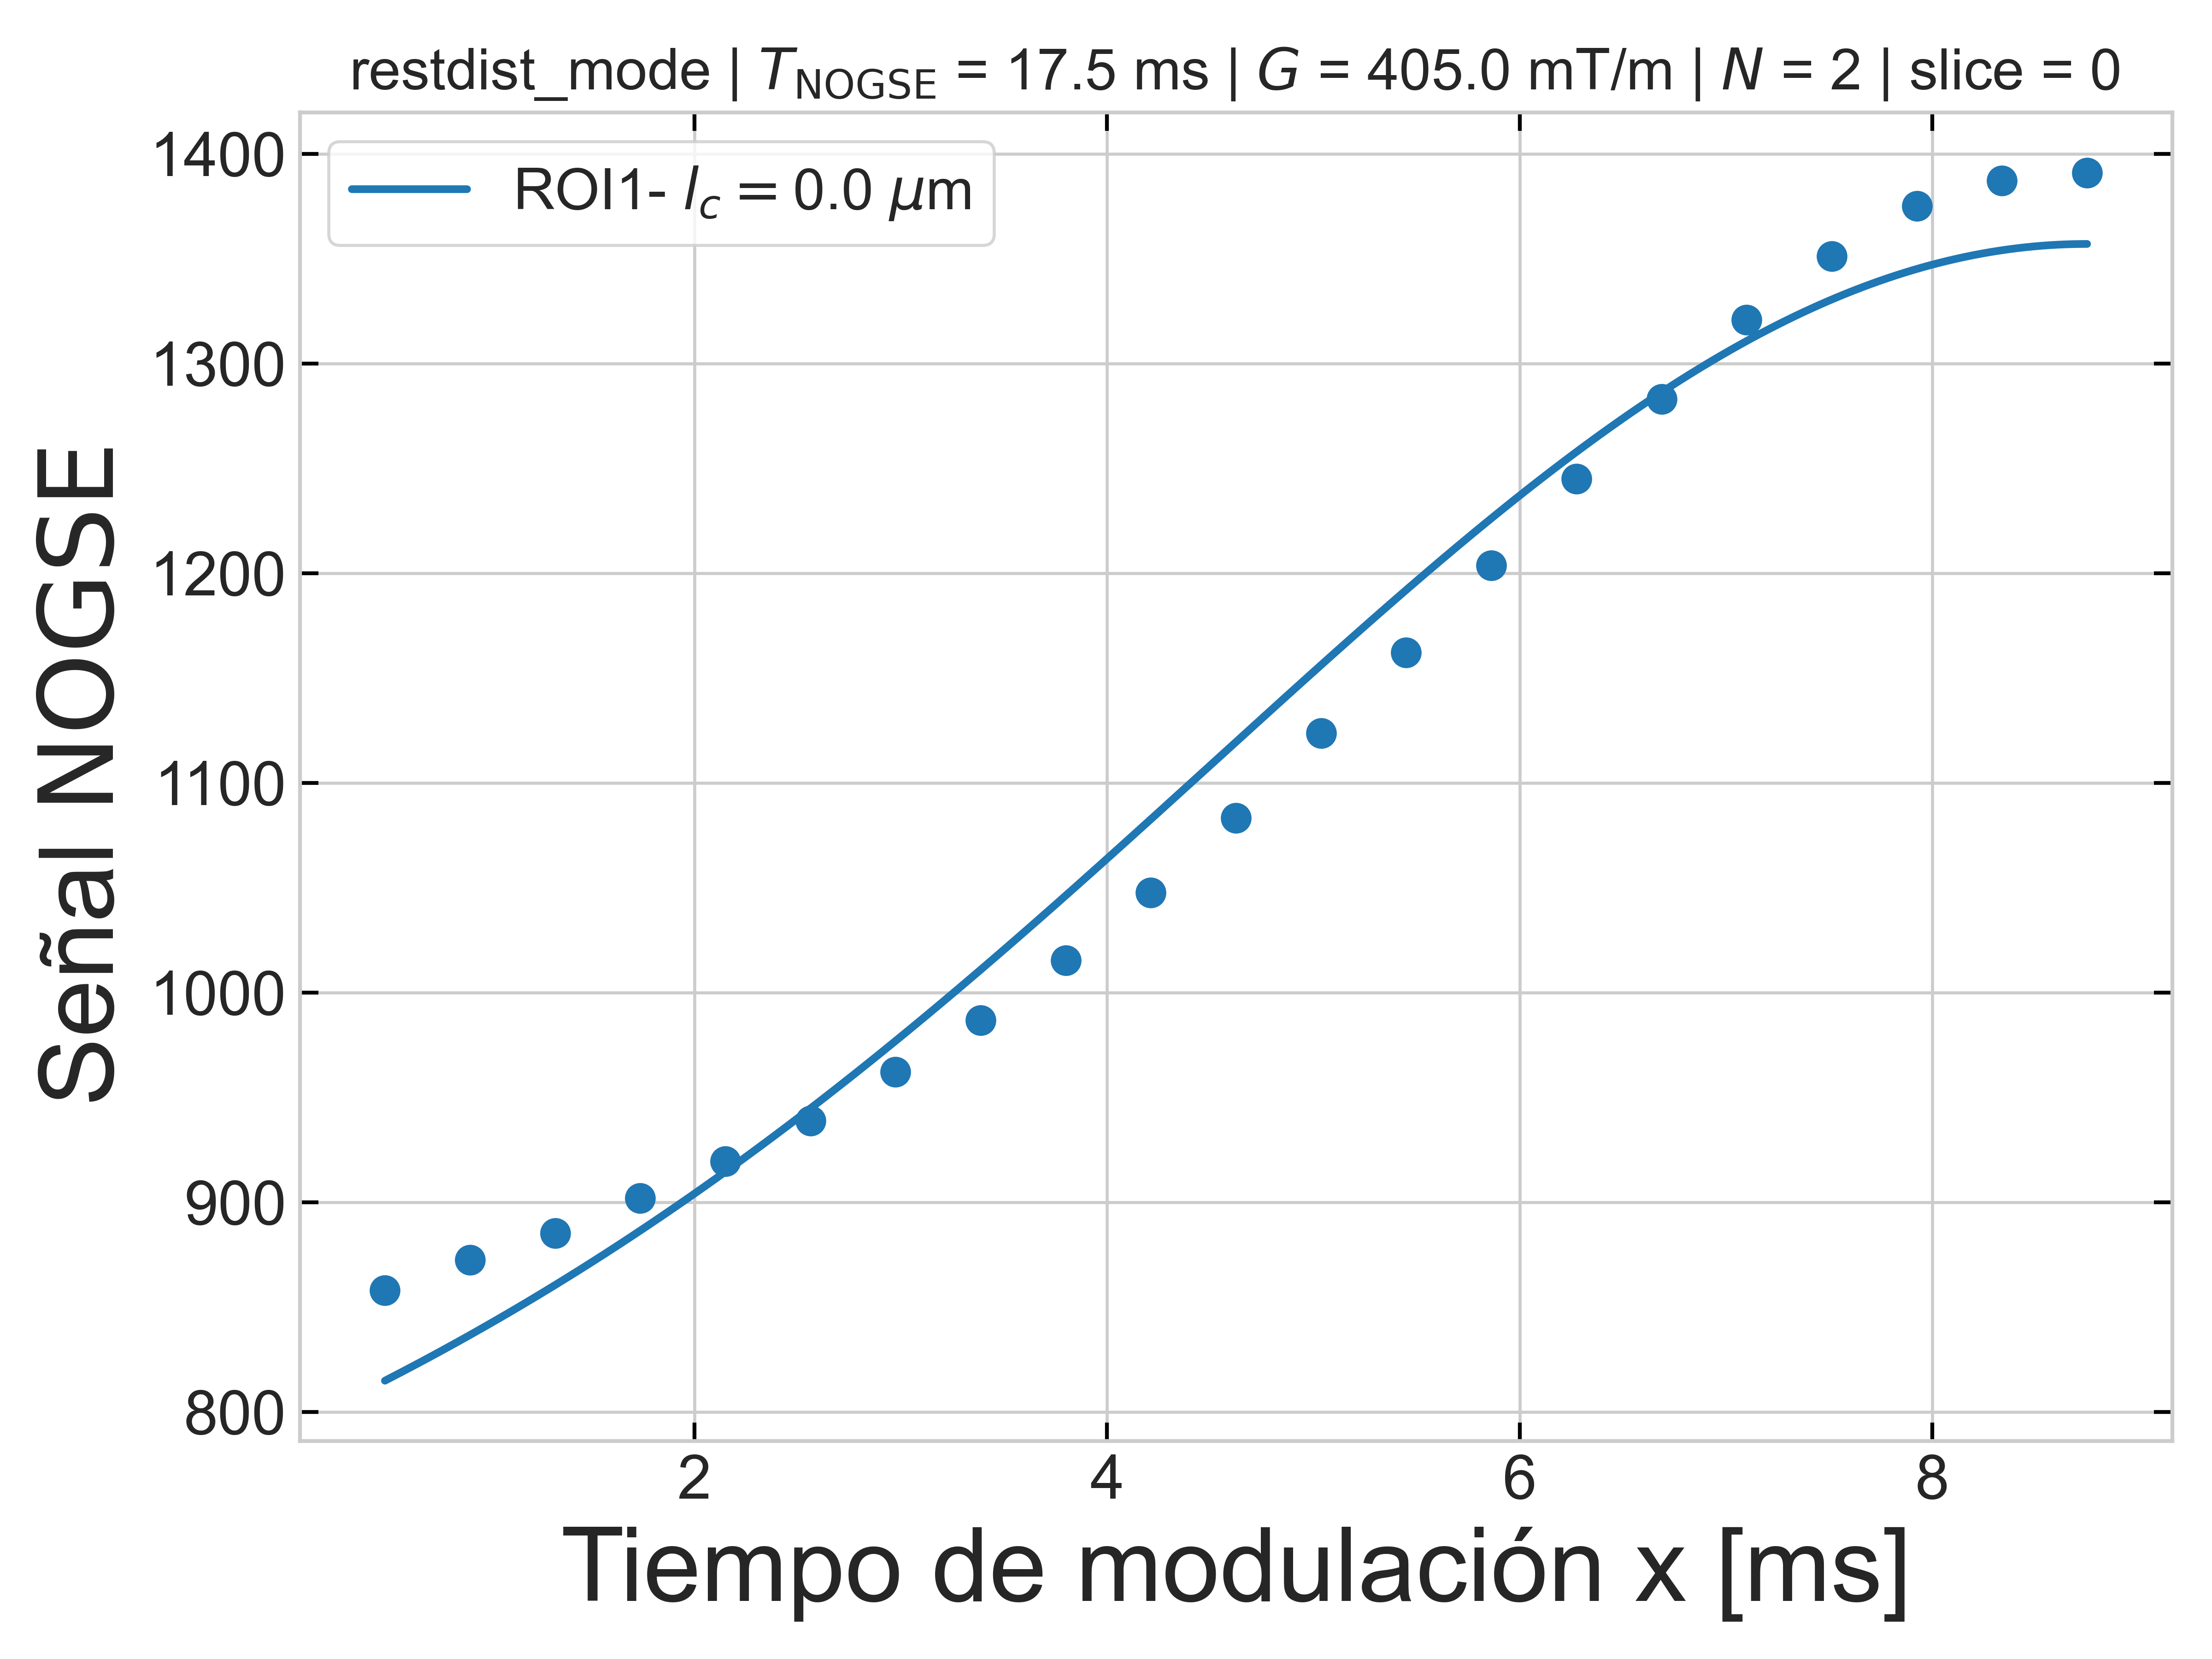 restdist_mode | T_NOGSE = 17.5 ms | G = 405.0 mT/m | N = 2 | slice = 0
ROI1- l_c = 0.0 μm
1400
1300
1200
1100
1000
900
800
Señal NOGSE
2 4 6 8
Tiempo de modulación x [ms]